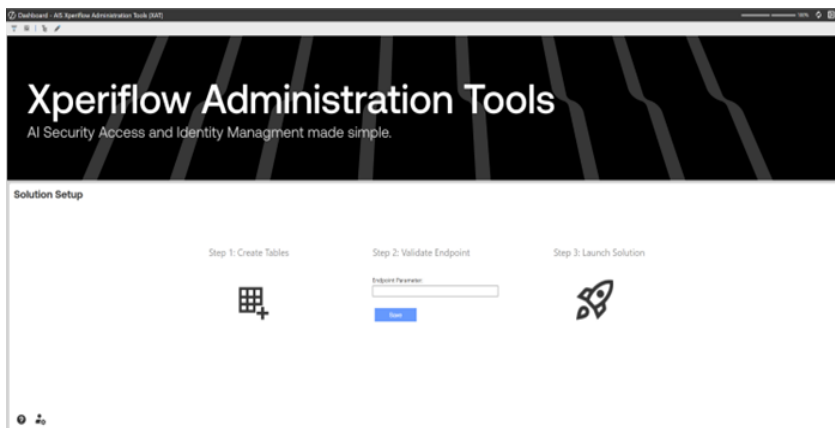 Dashboard - AIS Xperiflow Administration Tools (XAT)
Xperiflow Administration Tools
AI Security Access and Identity Managment made simple.
Solution Setup
Step 1: Create Tables
Step 2: Validate Endpoint
Step 3: Launch Solution
Endpoint Parameter:
Save